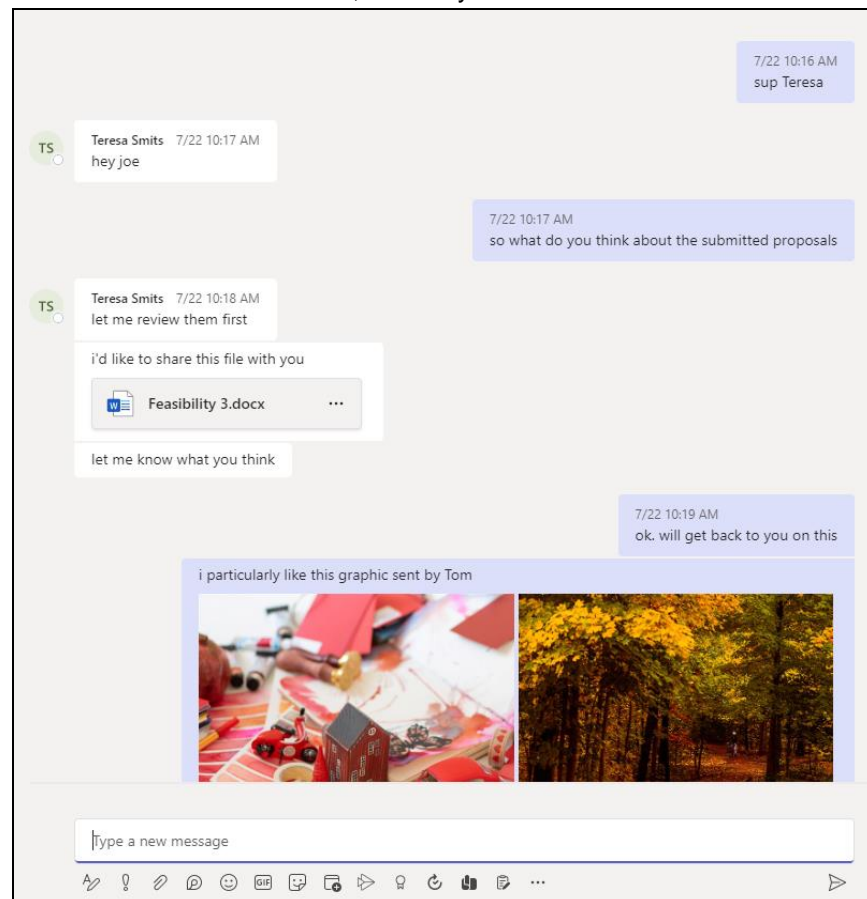 7/22 10:16 AM
sup Teresa
TS
Teresa Smits 7/22 10:17 AM
hey joe
7/22 10:17 AM
so what do you think about the submitted proposals
TS
Teresa Smits 7/22 10:18 AM
let me review them first
i'd like to share this file with you
W
Feasibility 3.docx
let me know what you think
7/22 10:19 AM
ok. will get back to you on this
i particularly like this graphic sent by Tom
Type a new message
GIF